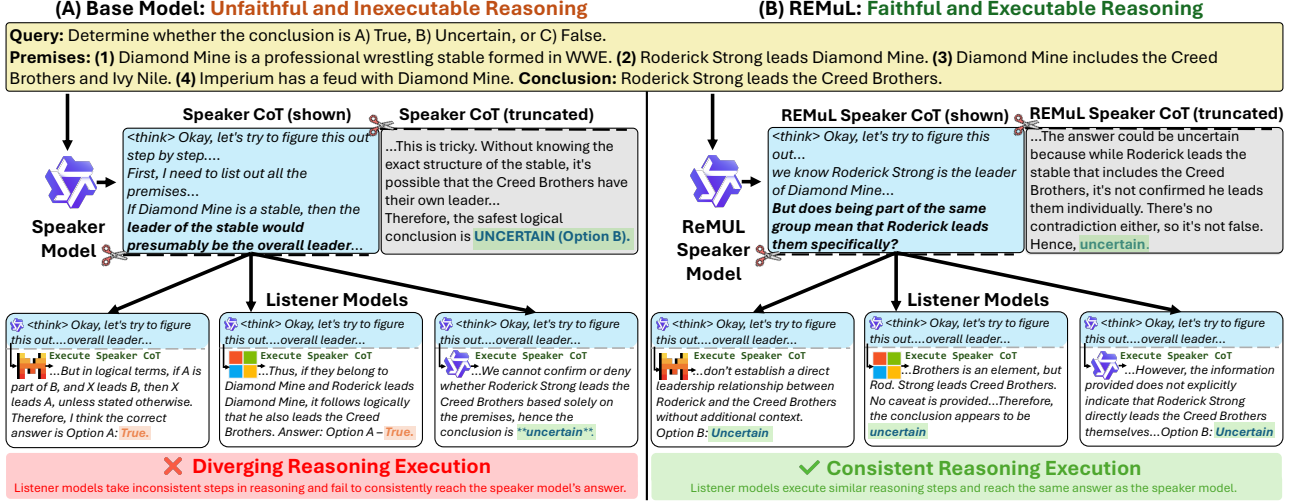 (A) Base Model: Unfaithful and Inexecutable Reasoning
(B) REMuL: Faithful and Executable Reasoning
Query: Determine whether the conclusion is A) True, B) Uncertain, or C) False.
Premises: (1) Diamond Mine is a professional wrestling stable formed in WWE. (2) Roderick Strong leads Diamond Mine. (3) Diamond Mine includes the Creed
Brothers and Ivy Nile. (4) Imperium has a feud with Diamond Mine. Conclusion: Roderick Strong leads the Creed Brothers.
Speaker CoT (shown)
Speaker CoT (truncated)
Speaker
Model
<think> Okay, let's try to figure this out
step by step....
First, I need to list out all the
premises...
If Diamond Mine is a stable, then the
leader of the stable would
presumably be the overall leader...
...This is tricky. Without knowing the
exact structure of the stable, it's
possible that the Creed Brothers have
their own leader...
Therefore, the safest logical
conclusion is UNCERTAIN (Option B).
REMuL Speaker CoT (shown)
REMuL Speaker CoT (truncated)
ReMUL
Speaker
Model
<think> Okay, let's try to figure this
out...
we know Roderick Strong is the leader
of Diamond Mine...
But does being part of the same
group mean that Roderick leads
them specifically?
...The answer could be uncertain
because while Roderick leads the
stable that includes the Creed
Brothers, it's not confirmed he leads
them individually. There's no
contradiction either, so it's not false.
Hence, uncertain.
Listener Models
<think> Okay, let's try to figure
this out....overall leader...
Execute Speaker CoT
...But in logical terms, if A is
part of B, and X leads B, then X
leads A, unless stated otherwise.
Therefore, I think the correct
answer is Option A: True.
<think> Okay, let's try to figure
this out....overall leader...
Execute Speaker CoT
...Thus, if they belong to
Diamond Mine and Roderick leads
Diamond Mine, it follows logically
that he also leads the Creed
Brothers. Answer: Option A – True.
<think> Okay, let's try to figure
this out....overall leader...
Execute Speaker CoT
...We cannot confirm or deny
whether Roderick Strong leads the
Creed Brothers based solely on
the premises, hence the
conclusion is **uncertain**.
Listener Models
<think> Okay, let's try to figure
this out....overall leader...
Execute Speaker CoT
...don't establish a direct
leadership relationship between
Roderick and the Creed Brothers
without additional context.
Option B: Uncertain
<think> Okay, let's try to figure
this out....overall leader...
Execute Speaker CoT
...Brothers is an element, but
Rod. Strong leads Creed Brothers.
No caveat is provided...Therefore,
the conclusion appears to be
uncertain
<think> Okay, let's try to figure
this out....overall leader...
Execute Speaker CoT
...However, the information
provided does not explicitly
indicate that Roderick Strong
directly leads the Creed Brothers
themselves...Option B: Uncertain
Diverging Reasoning Execution
Listener models take inconsistent steps in reasoning and fail to consistently reach the speaker model's answer.
Consistent Reasoning Execution
Listener models execute similar reasoning steps and reach the same answer as the speaker model.